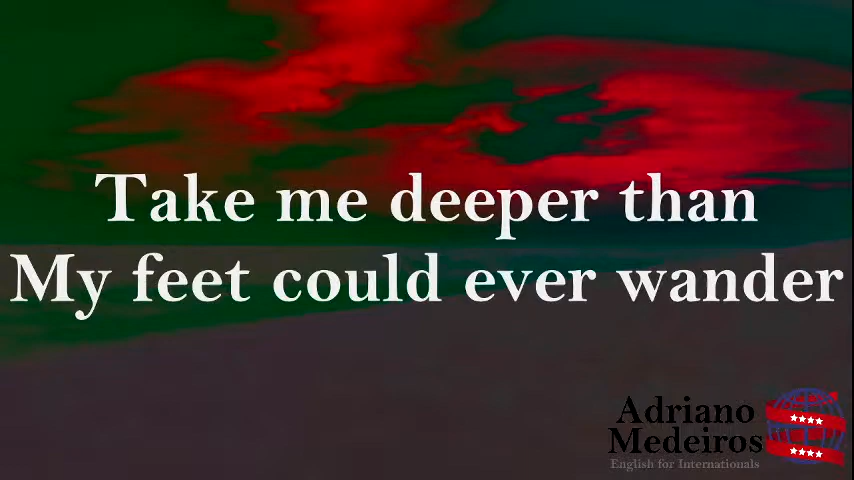 Take me deeper than
My feet could ever wander
Adriano
Medeiros
English for Internationals